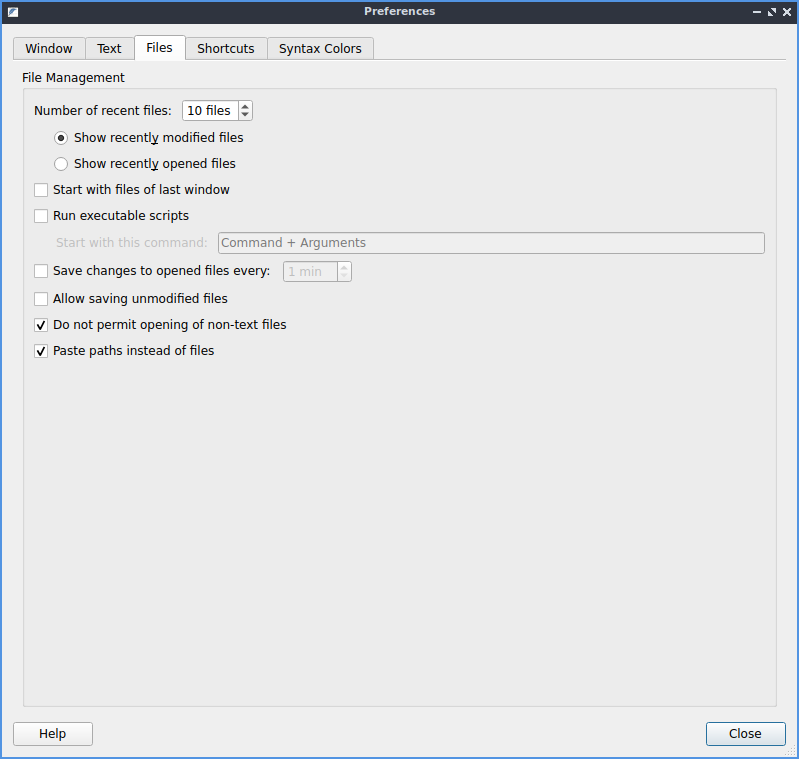 Preferences
Window Text Files Shortcuts Syntax Colors
File Management
Number of recent files: 10 files
Show recently modified files
Show recently opened files
Start with files of last window
Run executable scripts
Start with this command: Command + Arguments
Save changes to opened files every: 1 min
Allow saving unmodified files
Do not permit opening of non-text files
Paste paths instead of files
Help Close